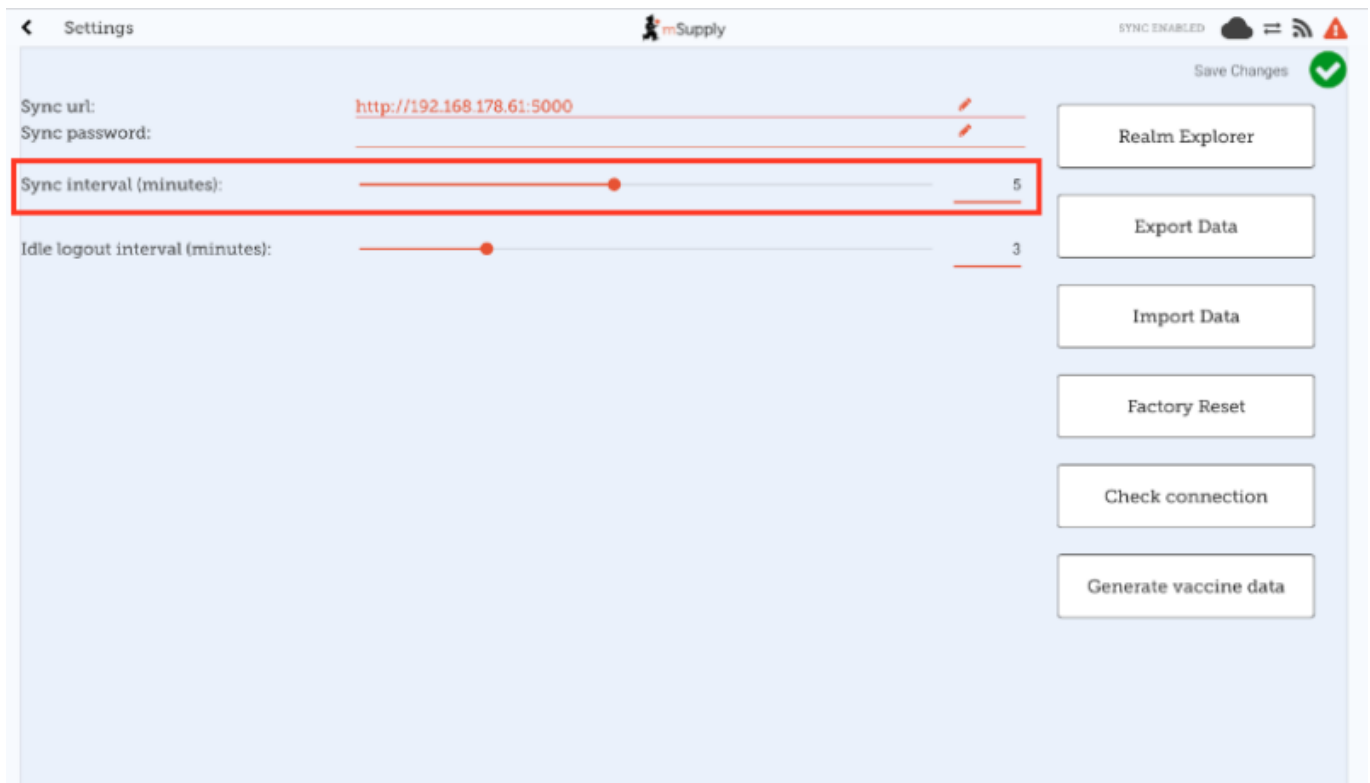 Settings
mSupply
SYNC ENABLED
Save Changes
Sync url:
http://192.168.178.61:5000
Sync password:
Sync interval (minutes):
5
Idle logout interval (minutes):
3
Realm Explorer
Export Data
Import Data
Factory Reset
Check connection
Generate vaccine data